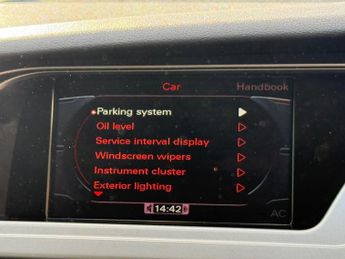 Car Handbook
Parking system
Oil level
Service interval display
Windscreen wipers
Instrument cluster
Exterior lighting
14:42
AC